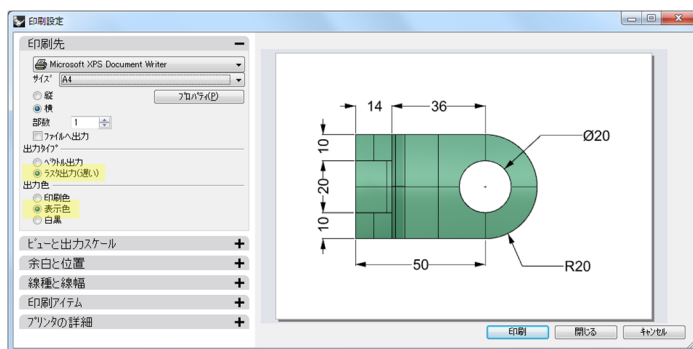 印刷設定
印刷先
Microsoft XPS Document Writer
ｻｲｽﾞ A4
縦
横
ﾌﾟﾛﾊﾟﾃｨ(P)
部数 1
ﾌｧｲﾙへ出力
出力ﾀｲﾌﾟ
ﾍﾞｸﾄﾙ出力
ﾗｽﾀ出力(遅い)
出力色
印刷色
表示色
白黒
ﾋﾞｭｰと出力スケール
余白と位置
線種と線幅
印刷アイテム
ﾌﾟﾘﾝﾀの詳細
14 36
Ø20
10
20
10
50
R20
印刷 閉じる ｷｬﾝｾﾙ